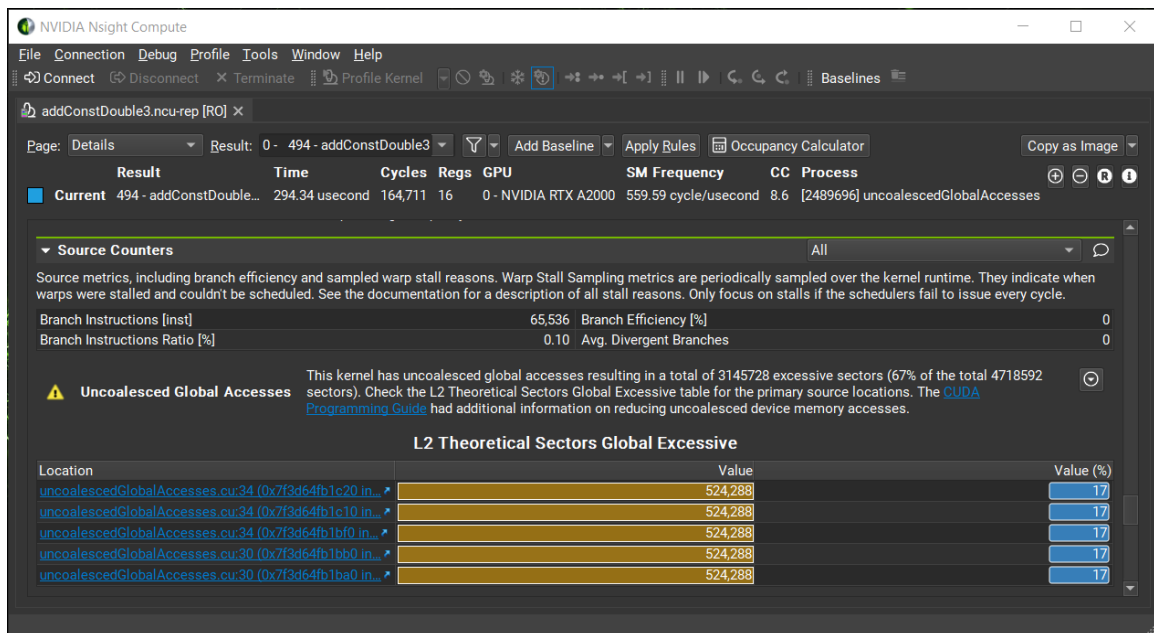 NVIDIA Nsight Compute
File Connection Debug Profile Tools Window Help
Connect Disconnect Terminate Profile Kernel Baselines
addConstDouble3.ncu-rep [RO]
Page: Details Result: 0 - 494 - addConstDouble3 Add Baseline Apply Rules Occupancy Calculator Copy as Image
Result Time Cycles Regs GPU SM Frequency CC Process
Current 494 - addConstDouble... 294.34 usecond 164,711 16 0 - NVIDIA RTX A2000 559.59 cycle/usecond 8.6 [2489696] uncoalescedGlobalAccesses
Source Counters All
Source metrics, including branch efficiency and sampled warp stall reasons. Warp Stall Sampling metrics are periodically sampled over the kernel runtime. They indicate when
warps were stalled and couldn't be scheduled. See the documentation for a description of all stall reasons. Only focus on stalls if the schedulers fail to issue every cycle.
Branch Instructions [inst] 65,536 Branch Efficiency [%] 0
Branch Instructions Ratio [%] 0.10 Avg. Divergent Branches 0
This kernel has uncoalesced global accesses resulting in a total of 3145728 excessive sectors (67% of the total 4718592
Uncoalesced Global Accesses sectors). Check the L2 Theoretical Sectors Global Excessive table for the primary source locations. The CUDA
Programming Guide had additional information on reducing uncoalesced device memory accesses.
L2 Theoretical Sectors Global Excessive
Location Value Value (%)
uncoalescedGlobalAccesses.cu:34 (0x7f3d64fb1c20 in... 524,288 17
uncoalescedGlobalAccesses.cu:34 (0x7f3d64fb1c10 in... 524,288 17
uncoalescedGlobalAccesses.cu:34 (0x7f3d64fb1bf0 in... 524,288 17
uncoalescedGlobalAccesses.cu:30 (0x7f3d64fb1bb0 in... 524,288 17
uncoalescedGlobalAccesses.cu:30 (0x7f3d64fb1ba0 in... 524,288 17